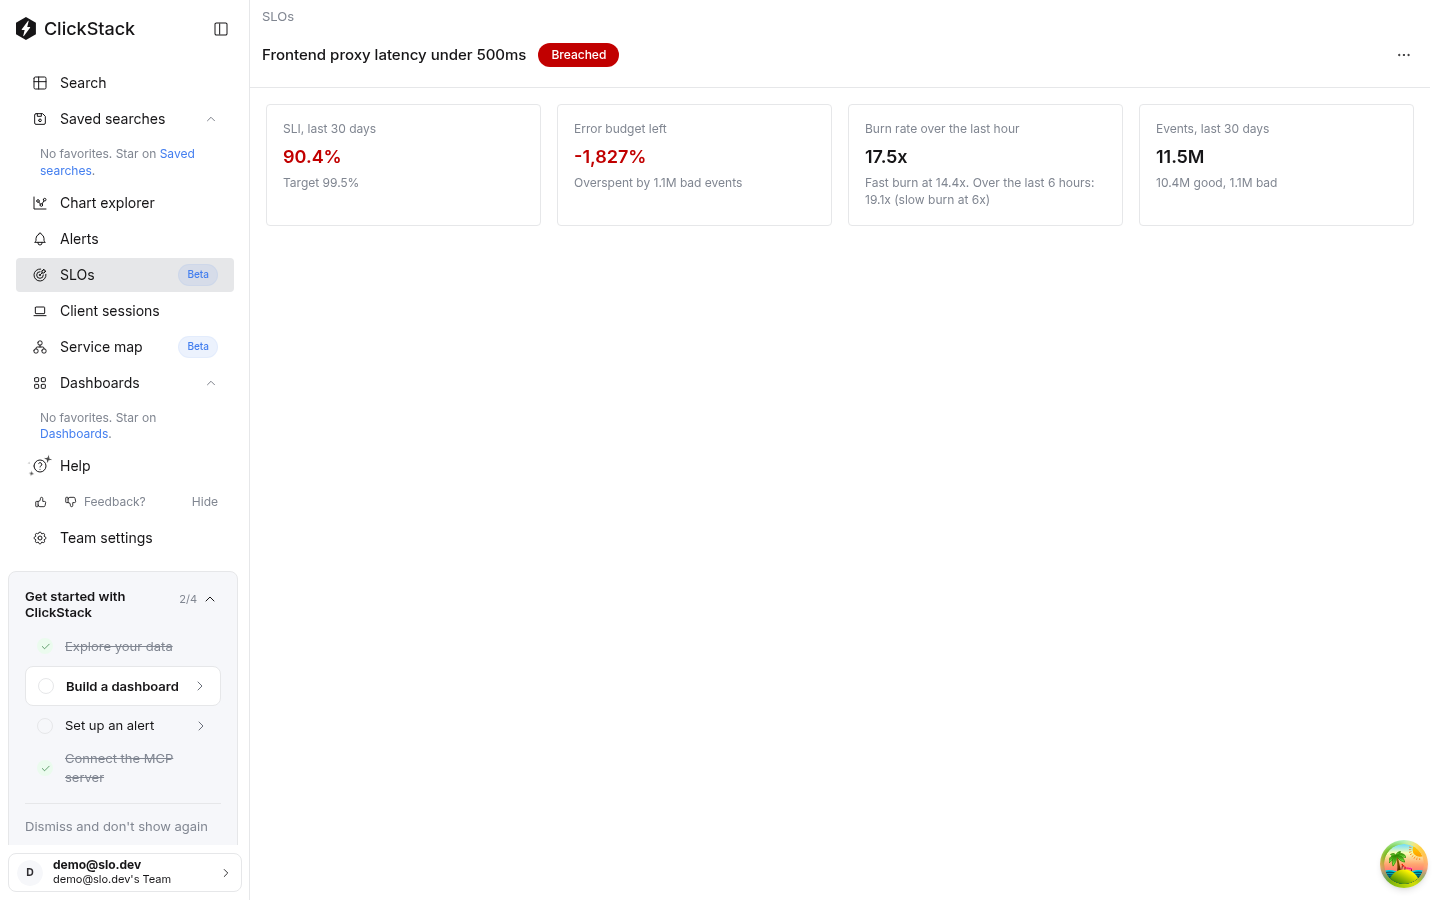 ClickStack
Search
Saved searches
No favorites. Star on Saved
searches.
Chart explorer
Alerts
SLOs
Beta
Client sessions
Service map
Beta
Dashboards
No favorites. Star on
Dashboards.
Help
Feedback?
Hide
Team settings
Get started with
ClickStack
2/4
Explore your data
Build a dashboard
Set up an alert
Connect the MCP
server
Dismiss and don't show again
D
demo@slo.dev
demo@slo.dev's Team
SLOs
Frontend proxy latency under 500ms
Breached
SLI, last 30 days
90.4%
Target 99.5%
Error budget left
-1,827%
Overspent by 1.1M bad events
Burn rate over the last hour
17.5x
Fast burn at 14.4x. Over the last 6 hours:
19.1x (slow burn at 6x)
Events, last 30 days
11.5M
10.4M good, 1.1M bad